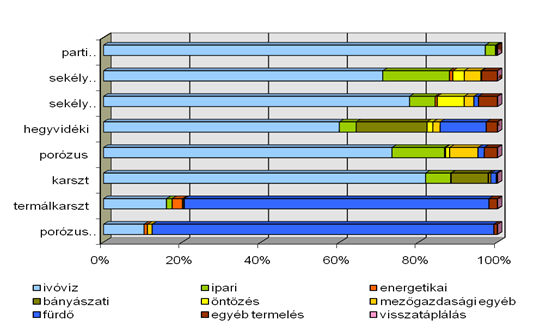 parti ..
sekély ..
sekély ..
hegyvidéki
porózus
karszt
termálkarszt
porózus ..
0% 20% 40% 60% 80% 100%
ivóvíz ipari energetikai
bányászati öntözés mezőgazdasági egyéb
fürdő egyéb termelés visszatáplálás